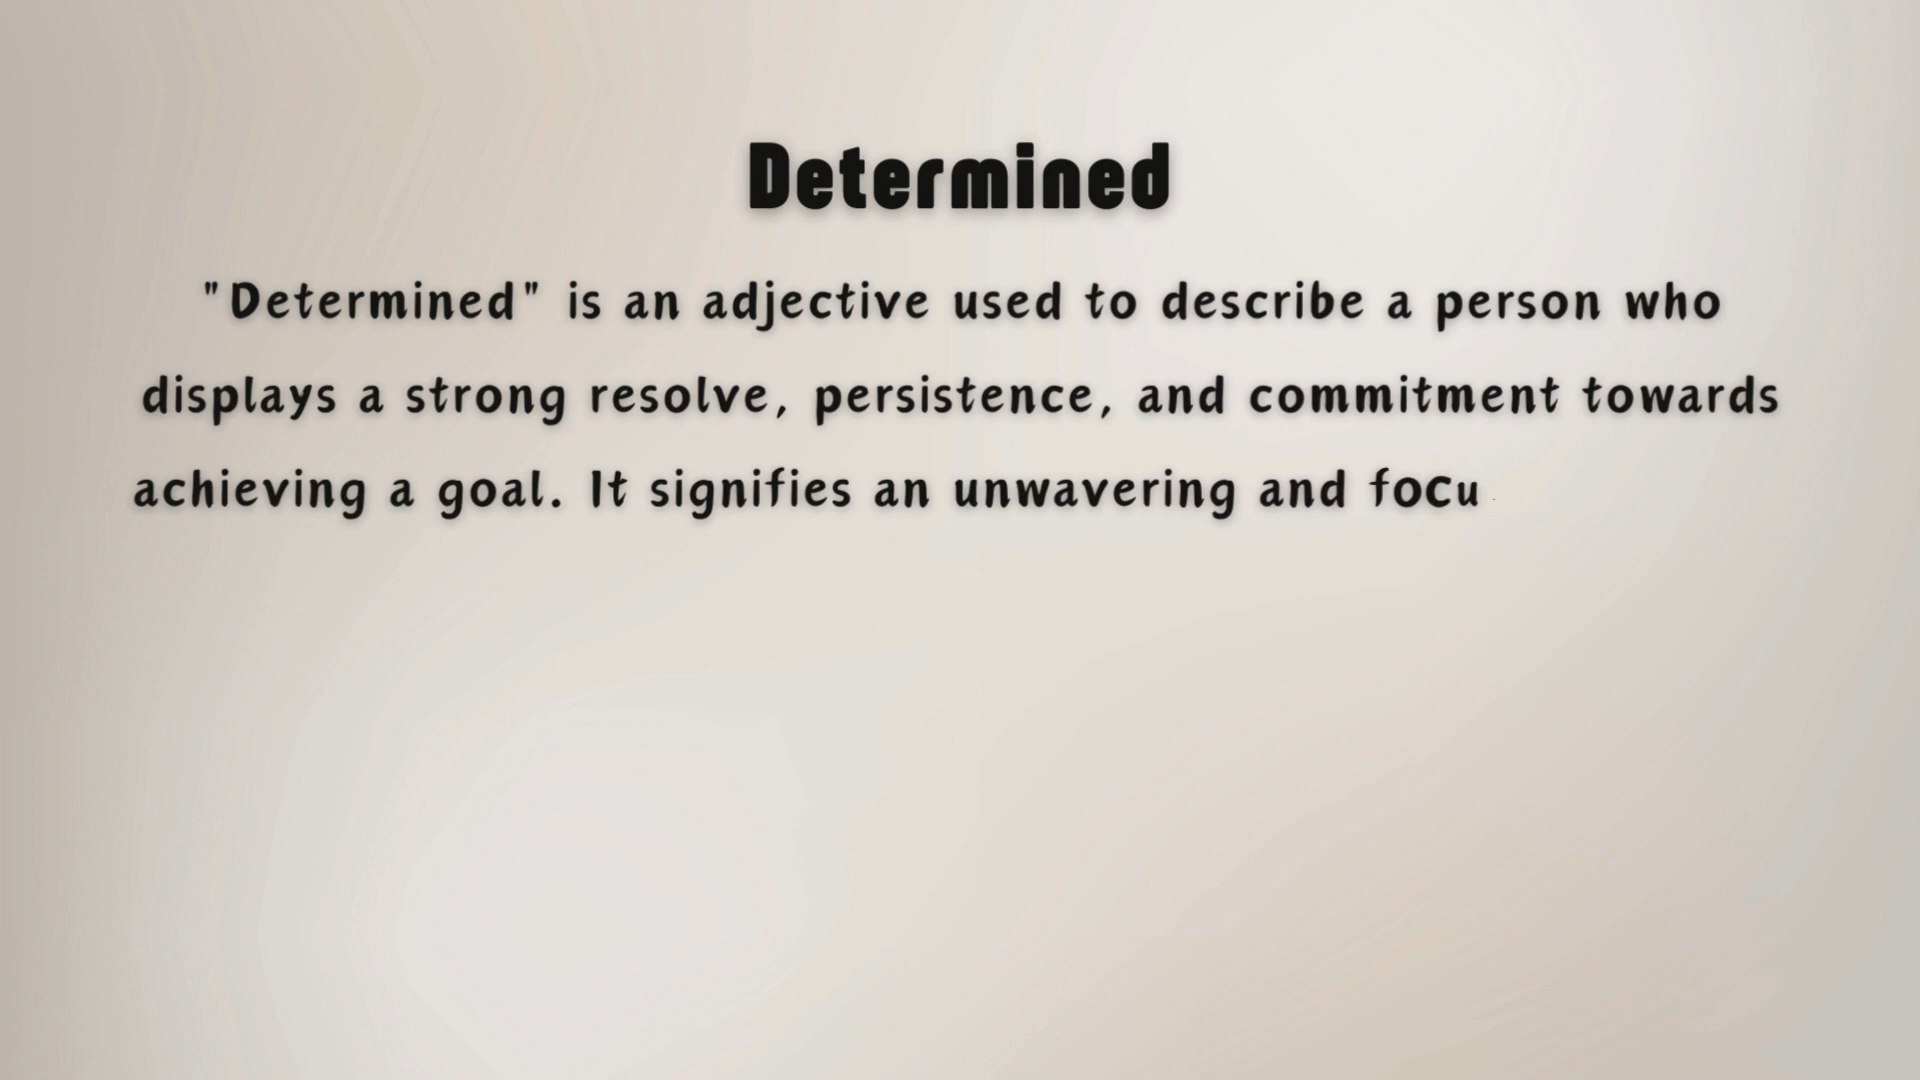 Determined
"Determined" is an adjective used to describe a person who
displays a strong resolve, persistence, and commitment towards
achieving a goal. It signifies an unwavering and focu